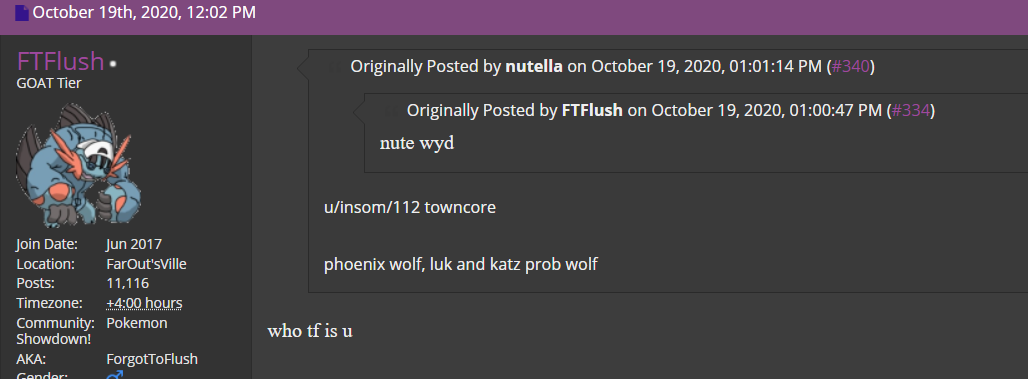 October 19th, 2020, 12:02 PM
FTFlush
GOAT Tier
Join Date: Jun 2017
Location: FarOut'sVille
Posts: 11,116
Timezone: +4:00 hours
Community: Pokemon
Showdown!
AKA: ForgotToFlush
Gender:
Originally Posted by nutella on October 19, 2020, 01:01:14 PM (#340)
Originally Posted by FTFlush on October 19, 2020, 01:00:47 PM (#334)
nute wyd
u/insom/112 towncore
phoenix wolf, luk and katz prob wolf
who tf is u